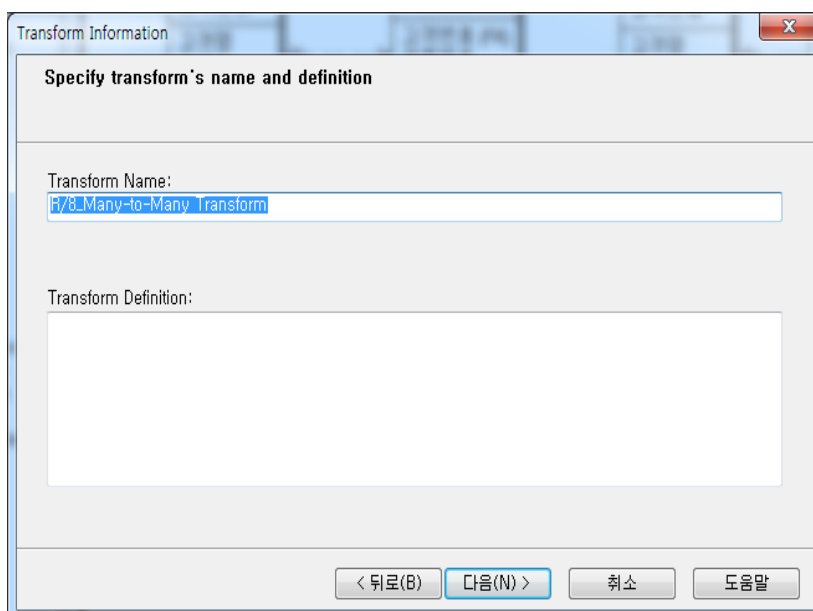 Transform Information
Specify transform's name and definition
Transform Name:
R/8_Many-to-Many Transform
Transform Definition:
< 뒤로(B)
다음(N) >
취소
도움말